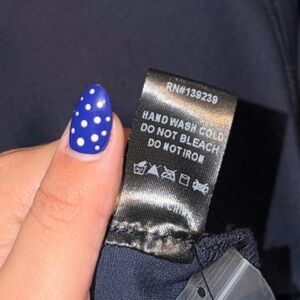 RN#139239
HAND WASH COLD
DO NOT BLEACH
DO NOT IRON